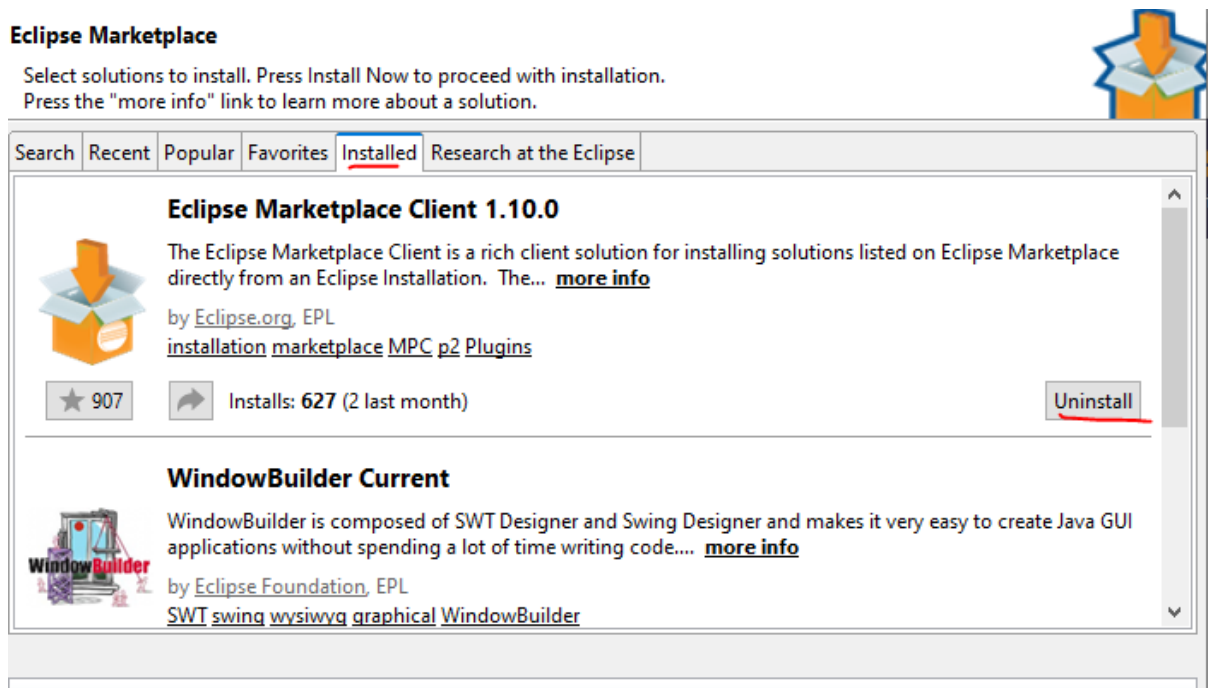 Eclipse Marketplace
Select solutions to install. Press Install Now to proceed with installation.
Press the "more info" link to learn more about a solution.
Search Recent Popular Favorites Installed Research at the Eclipse
Eclipse Marketplace Client 1.10.0
The Eclipse Marketplace Client is a rich client solution for installing solutions listed on Eclipse Marketplace
directly from an Eclipse Installation. The... more info
by Eclipse.org, EPL
installation marketplace MPC p2 Plugins
907 Installs: 627 (2 last month) Uninstall
WindowBuilder Current
WindowBuilder is composed of SWT Designer and Swing Designer and makes it very easy to create Java GUI
applications without spending a lot of time writing code.... more info
WindowBuilder
by Eclipse Foundation, EPL
SWT swing wysiwyg graphical WindowBuilder